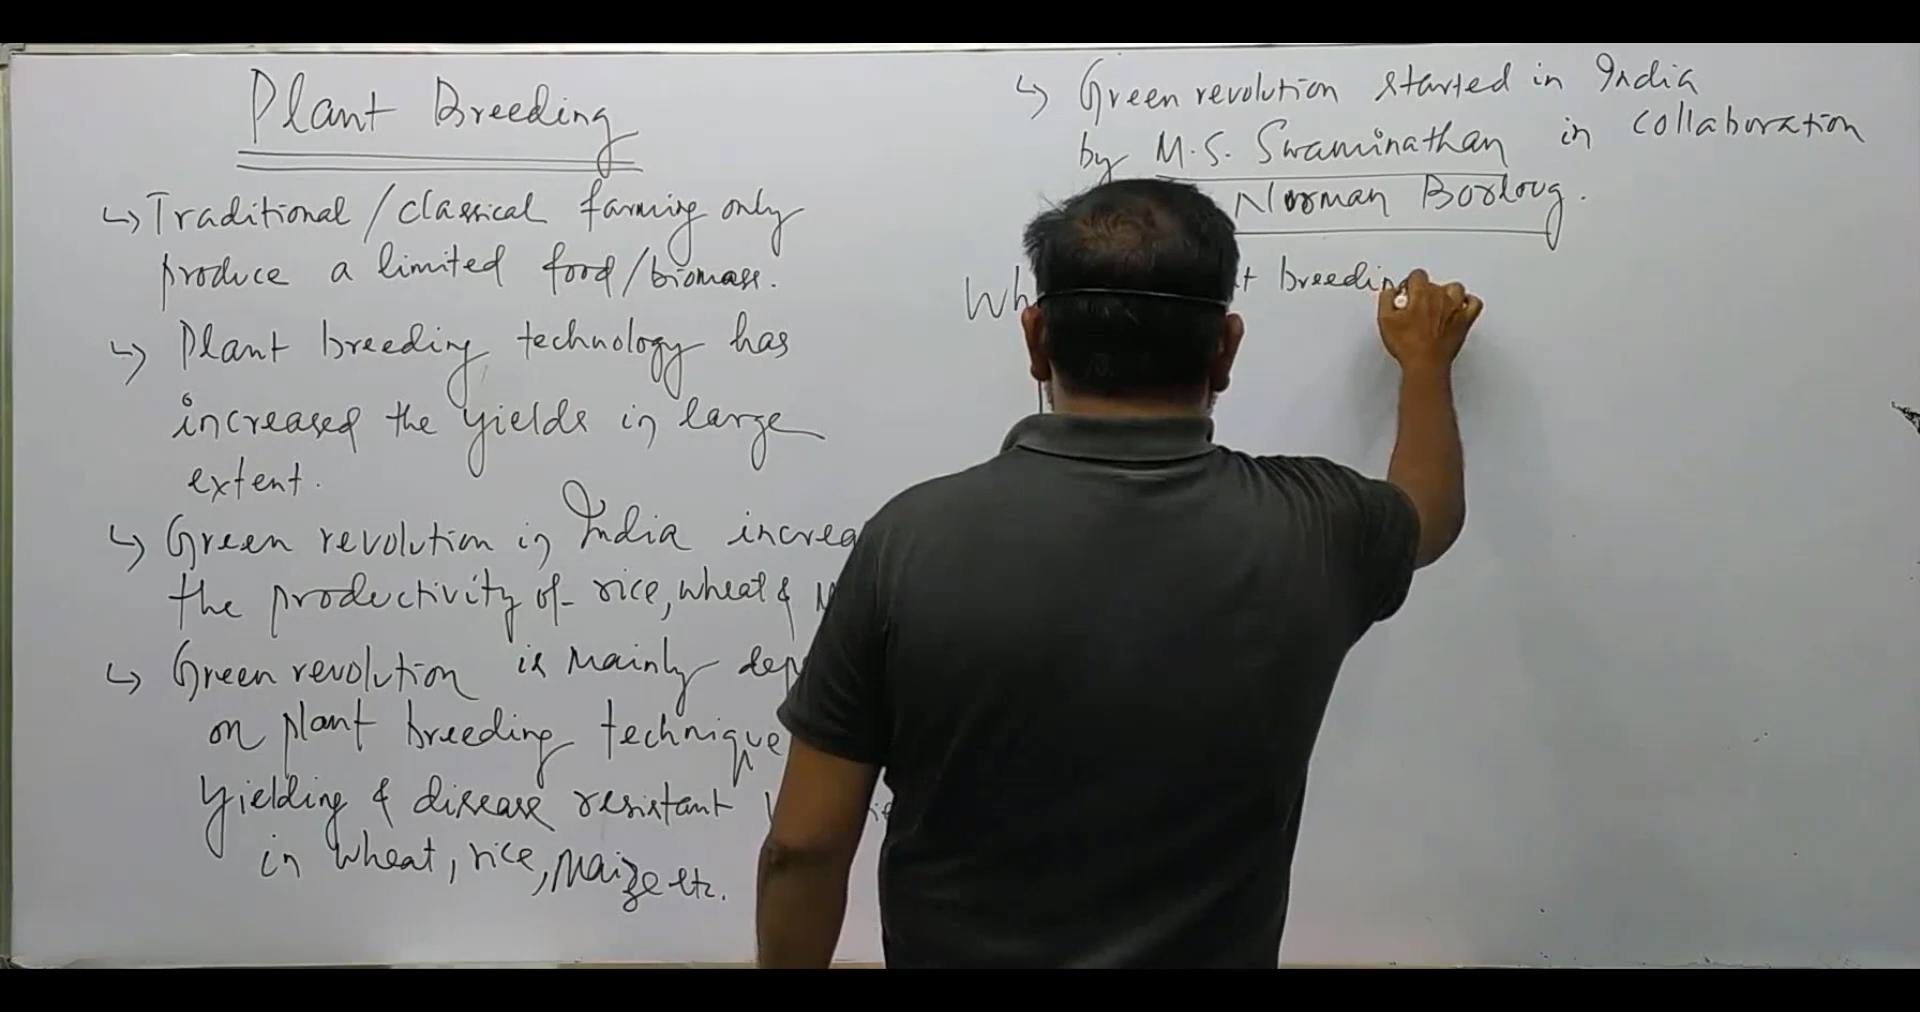 Plant Breeding
↳ Traditional / classical farming only
produce a limited food/biomass.
↳ Plant breeding technology has
increased the yields in large
extent.
↳ Green revolution in India increa
the productivity of rice, wheat &
↳ Green revolution is mainly dep
on plant breeding technique
yielding & disease resistant
in wheat, rice, Maize etc.
↳ Green revolution started in India
by M.S. Swaminathan in collaboration
Norman Borloug.
Wh t breeding